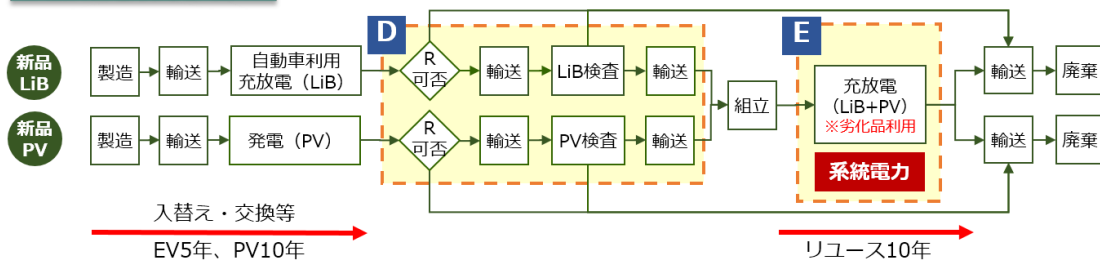 D
E
新品
LiB
製造
輸送
自動車利用
充放電（LiB）
R
可否
輸送
LiB検査
輸送
組立
充放電
（LiB+PV）
※劣化品利用
系統電力
輸送
廃棄
新品
PV
製造
輸送
発電（PV）
R
可否
輸送
PV検査
輸送
輸送
廃棄
入替え・交換等
EV5年、PV10年
リユース10年